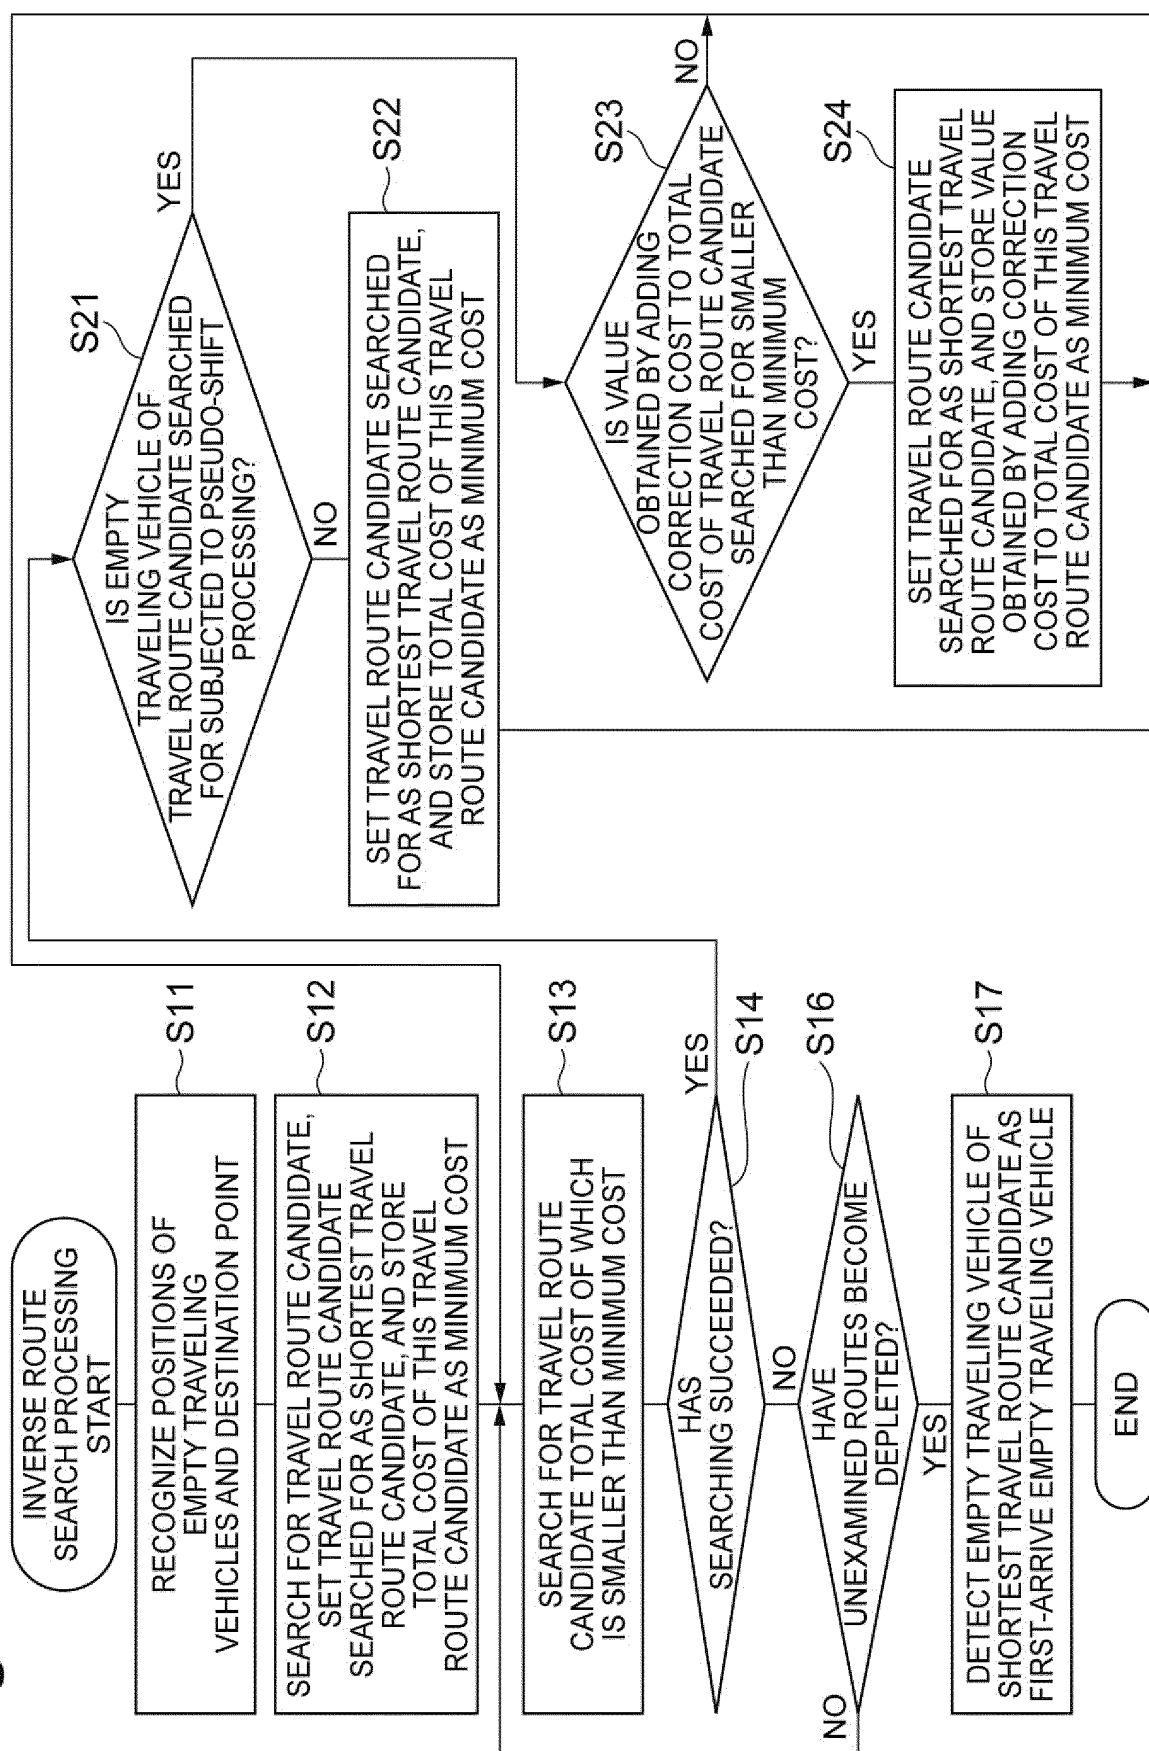 INVERSE ROUTE
SEARCH PROCESSING
START
RECOGNIZE POSITIONS OF
EMPTY TRAVELING
VEHICLES AND DESTINATION POINT
S11
SEARCH FOR TRAVEL ROUTE CANDIDATE,
SET TRAVEL ROUTE CANDIDATE
SEARCHED FOR AS SHORTEST TRAVEL
ROUTE CANDIDATE, AND STORE
TOTAL COST OF THIS TRAVEL
ROUTE CANDIDATE AS MINIMUM COST
S12
SEARCH FOR TRAVEL ROUTE
CANDIDATE TOTAL COST OF WHICH
IS SMALLER THAN MINIMUM COST
S13
HAS
SEARCHING SUCCEEDED?
S14
YES
NO
HAVE
UNEXAMINED ROUTES BECOME
DEPLETED?
S16
NO
YES
DETECT EMPTY TRAVELING VEHICLE OF
SHORTEST TRAVEL ROUTE CANDIDATE AS
FIRST-ARRIVE EMPTY TRAVELING VEHICLE
S17
END
IS EMPTY
TRAVELING VEHICLE OF
TRAVEL ROUTE CANDIDATE SEARCHED
FOR SUBJECTED TO PSEUDO-SHIFT
PROCESSING?
S21
YES
NO
SET TRAVEL ROUTE CANDIDATE SEARCHED
FOR AS SHORTEST TRAVEL ROUTE CANDIDATE,
AND STORE TOTAL COST OF THIS TRAVEL
ROUTE CANDIDATE AS MINIMUM COST
S22
IS VALUE
OBTAINED BY ADDING
CORRECTION COST TO TOTAL
COST OF TRAVEL ROUTE CANDIDATE
SEARCHED FOR SMALLER
THAN MINIMUM
COST?
S23
NO
YES
SET TRAVEL ROUTE CANDIDATE
SEARCHED FOR AS SHORTEST TRAVEL
ROUTE CANDIDATE, AND STORE VALUE
OBTAINED BY ADDING CORRECTION
COST TO TOTAL COST OF THIS TRAVEL
ROUTE CANDIDATE AS MINIMUM COST
S24